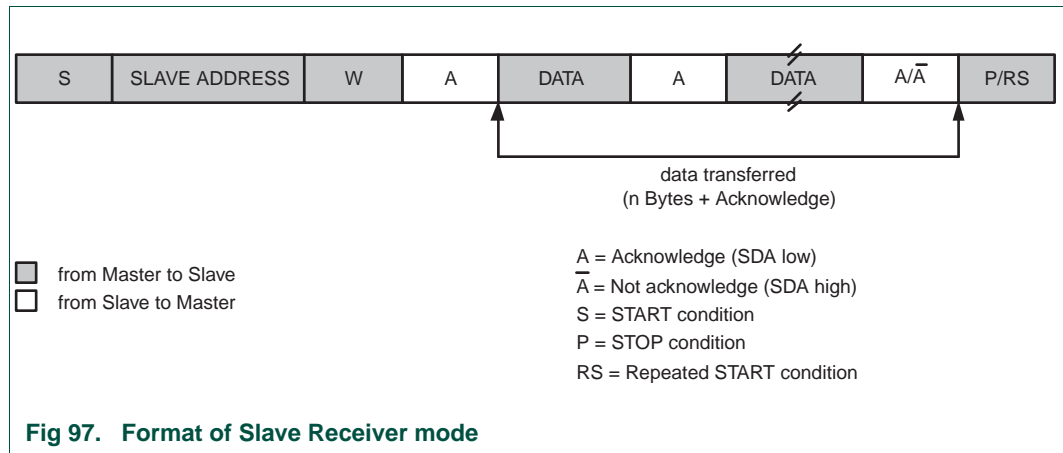 S SLAVE ADDRESS W A DATA A DATA A/A̅ P/RS
data transferred
(n Bytes + Acknowledge)
from Master to Slave
from Slave to Master
A = Acknowledge (SDA low)
A̅ = Not acknowledge (SDA high)
S = START condition
P = STOP condition
RS = Repeated START condition
Fig 97. Format of Slave Receiver mode